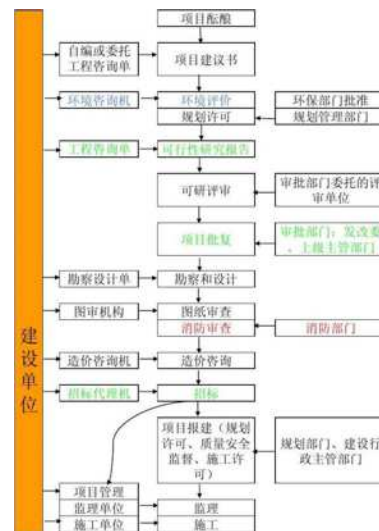 项目酝酿
自编或委托
工程咨询单
项目建议书
环境咨询机
环境评价
环保部门批准
规划许可
规划管理部门
工程咨询单
可行性研究报告
可研评审
审批部门委托的评
审单位
项目批复
审批部门：发改委
、上级主管部门
勘察设计单
勘察和设计
图审机构
图纸审查
消防审查
消防部门
造价咨询机
造价咨询
招标代理机
招标
项目报建（规划
许可、质量安全
监督、施工许
可）
规划部门、建设行
政主管部门
项目管理
监理单位
监理
施工单位
施工
建
设
单
位